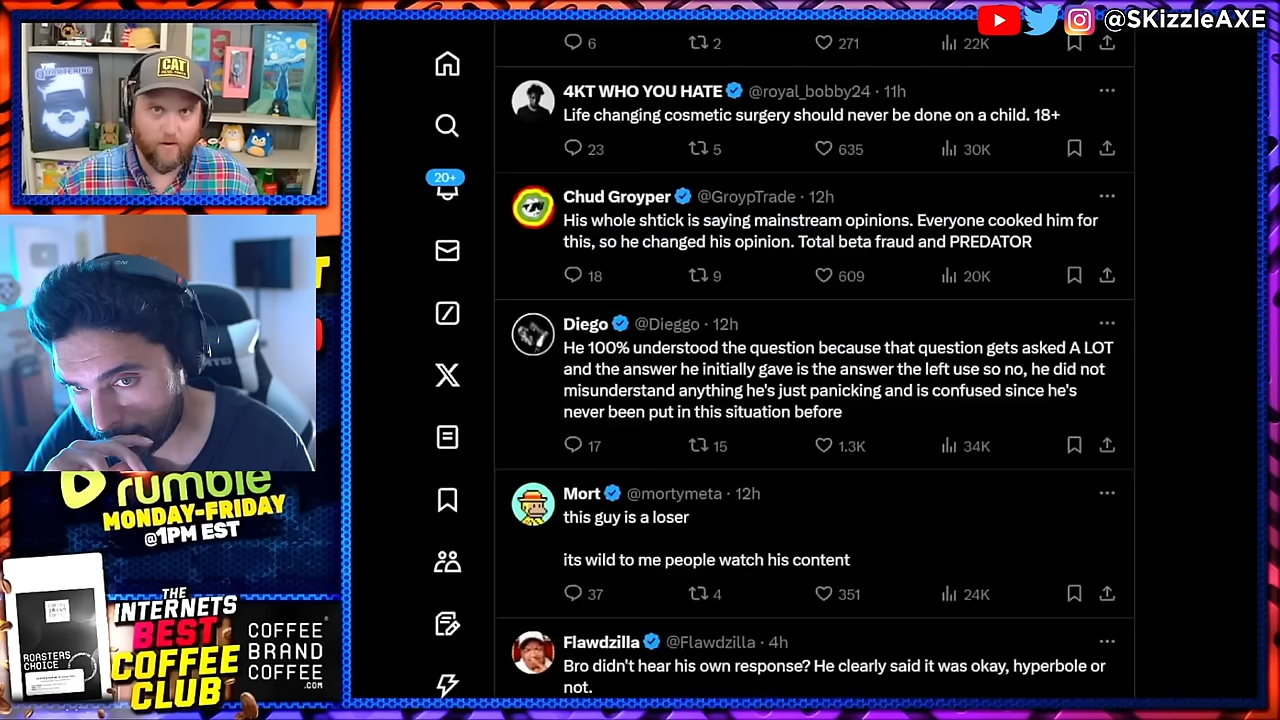 @SKizzleAXE
6 2 271 22K
4KT WHO YOU HATE @royal_bobby24 · 11h
Life changing cosmetic surgery should never be done on a child. 18+
23 5 635 30K
20+
Chud Groyper @GroypTrade · 12h
His whole shtick is saying mainstream opinions. Everyone cooked him for
this, so he changed his opinion. Total beta fraud and PREDATOR
18 9 609 20K
Diego @Dieggo · 12h
He 100% understood the question because that question gets asked A LOT
and the answer he initially gave is the answer the left use so no, he did not
misunderstand anything he's just panicking and is confused since he's
never been put in this situation before
17 15 1.3K 34K
Mort @mortymeta · 12h
this guy is a loser
its wild to me people watch his content
37 4 351 24K
Flawdzilla @Flawdzilla · 4h
Bro didn't hear his own response? He clearly said it was okay, hyperbole or
not.
CAT
THE
QUARTERING
rumble
MONDAY-FRIDAY
@1PM EST
THE
INTERNETS
BEST
COFFEE
CLUB
COFFEE
BRAND
COFFEE
.COM
ROASTERS
CHOICE